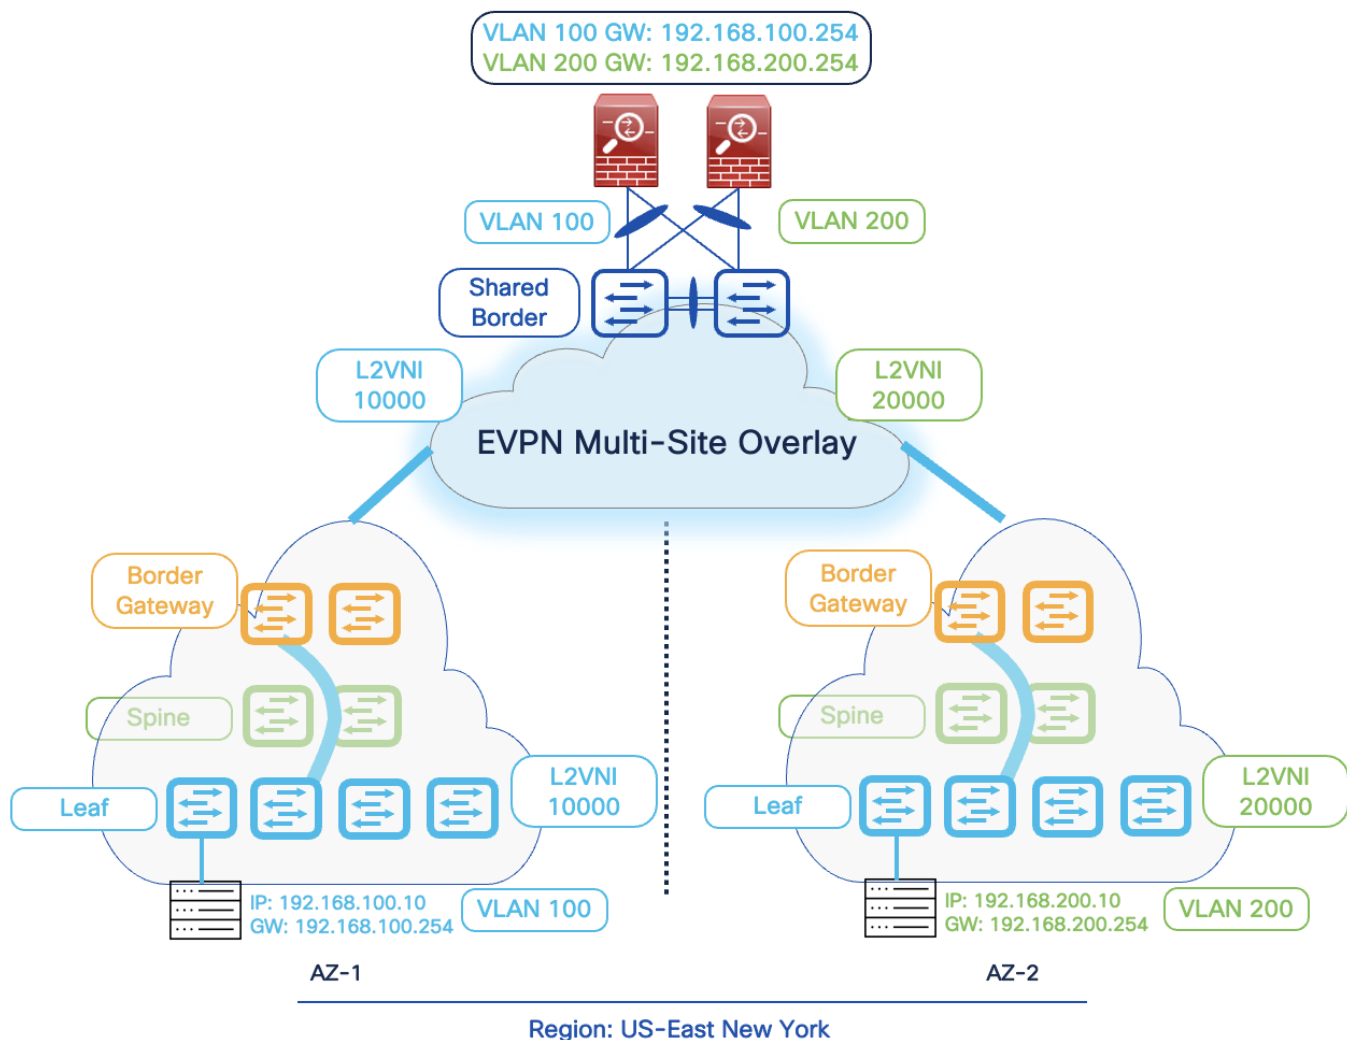 VLAN 100 GW: 192.168.100.254
VLAN 200 GW: 192.168.200.254
VLAN 100
VLAN 200
Shared
Border
L2VNI
10000
L2VNI
20000
EVPN Multi-Site Overlay
Border
Gateway
Border
Gateway
Spine
Spine
L2VNI
10000
L2VNI
20000
Leaf
Leaf
IP: 192.168.100.10
GW: 192.168.100.254
VLAN 100
IP: 192.168.200.10
GW: 192.168.200.254
VLAN 200
AZ-1
AZ-2
Region: US-East New York